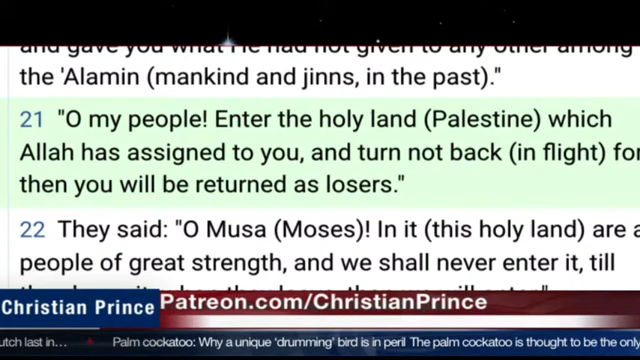 and gave you what He had not given to any other among
the 'Alamin (mankind and jinns, in the past)."
21 "O my people! Enter the holy land (Palestine) which
Allah has assigned to you, and turn not back (in flight) for
then you will be returned as losers."
22 They said: "O Musa (Moses)! In it (this holy land) are a
people of great strength, and we shall never enter it, till
Christian Prince
Patreon.com/ChristianPrince
utch last in… Palm cockatoo: Why a unique 'drumming' bird is in peril The palm cockatoo is thought to be the only